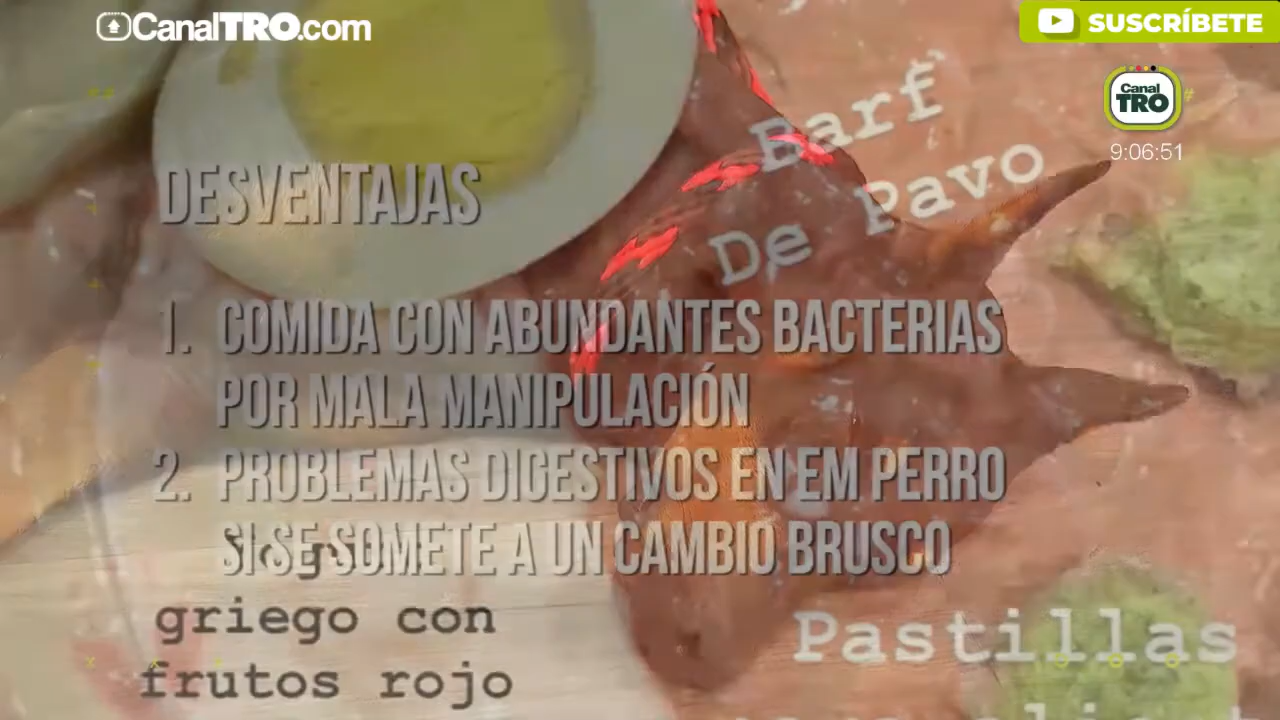 CanalTRO.com
SUSCRÍBETE
Canal
TRO
9:06:51
Barf
De Pavo
DESVENTAJAS
1. COMIDA CON ABUNDANTES BACTERIAS
POR MALA MANIPULACIÓN
2. PROBLEMAS DIGESTIVOS EN EM PERRO
SI SE SOMETE A UN CAMBIO BRUSCO
griego con
frutos rojo
Pastillas